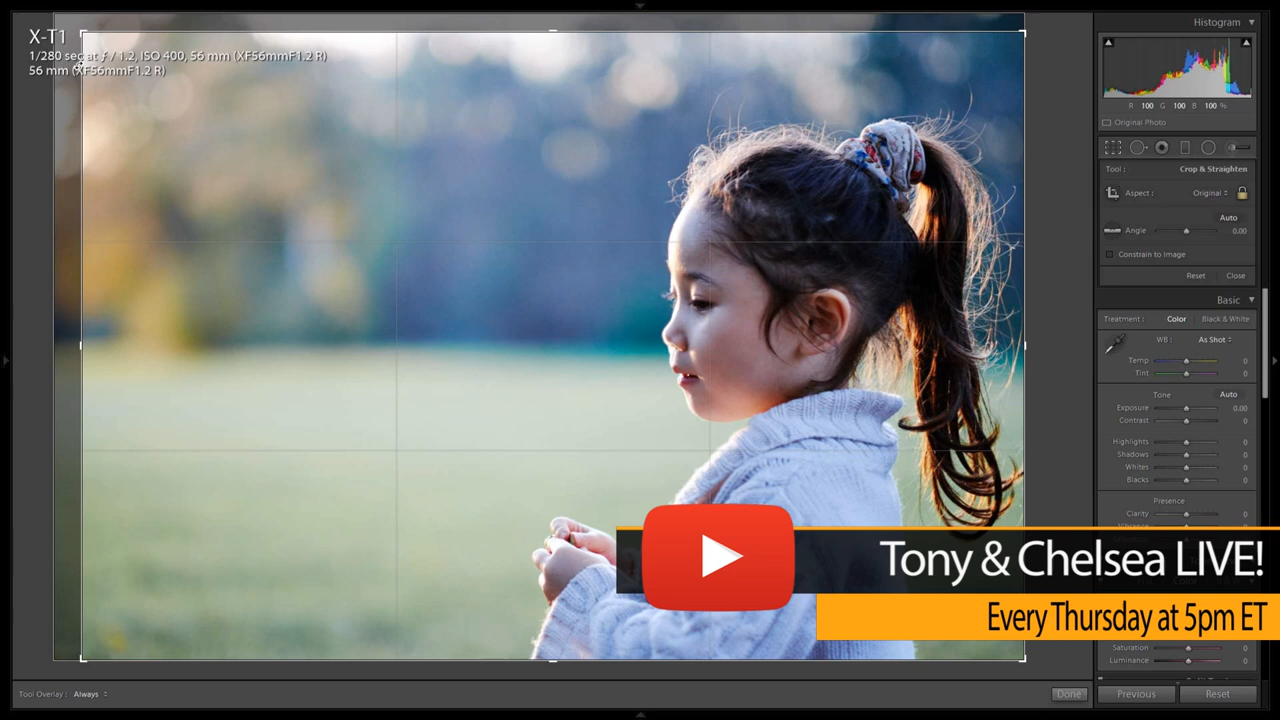 X-T1
1/280 sec at ƒ / 1.2, ISO 400, 56 mm (XF56mmF1.2 R)
56 mm (XF56mmF1.2 R)
Histogram
R 100 G 100 B 100 %
Original Photo
Tool : Crop & Straighten
Aspect : Original
Auto
Angle 0.00
Constrain to Image
Reset Close
Basic
Treatment : Color Black & White
WB : As Shot
Temp 0
Tint 0
Tone Auto
Exposure 0.00
Contrast 0
Highlights 0
Shadows 0
Whites 0
Blacks 0
Presence
Clarity 0
Tony & Chelsea LIVE!
Every Thursday at 5pm ET
Saturation 0
Luminance 0
Tool Overlay : Always
Done
Previous Reset